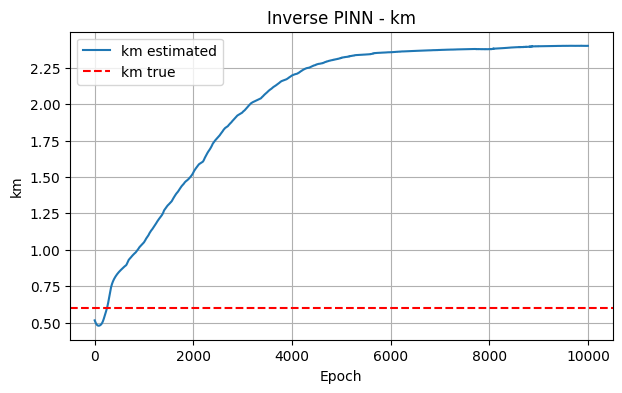 Inverse PINN - km
km estimated
km true
km
2.25
2.00
1.75
1.50
1.25
1.00
0.75
0.50
0
2000
4000
6000
8000
10000
Epoch